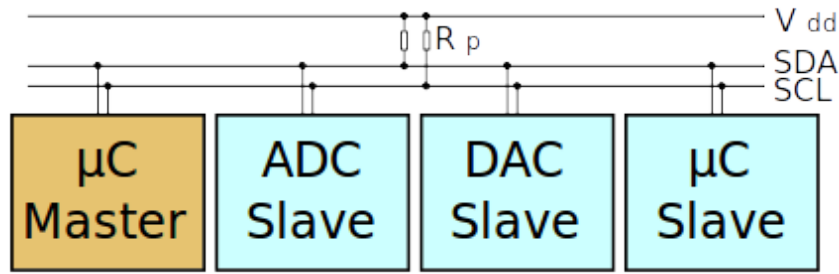 V dd
R p
SDA
SCL
µC
Master
ADC
Slave
DAC
Slave
µC
Slave